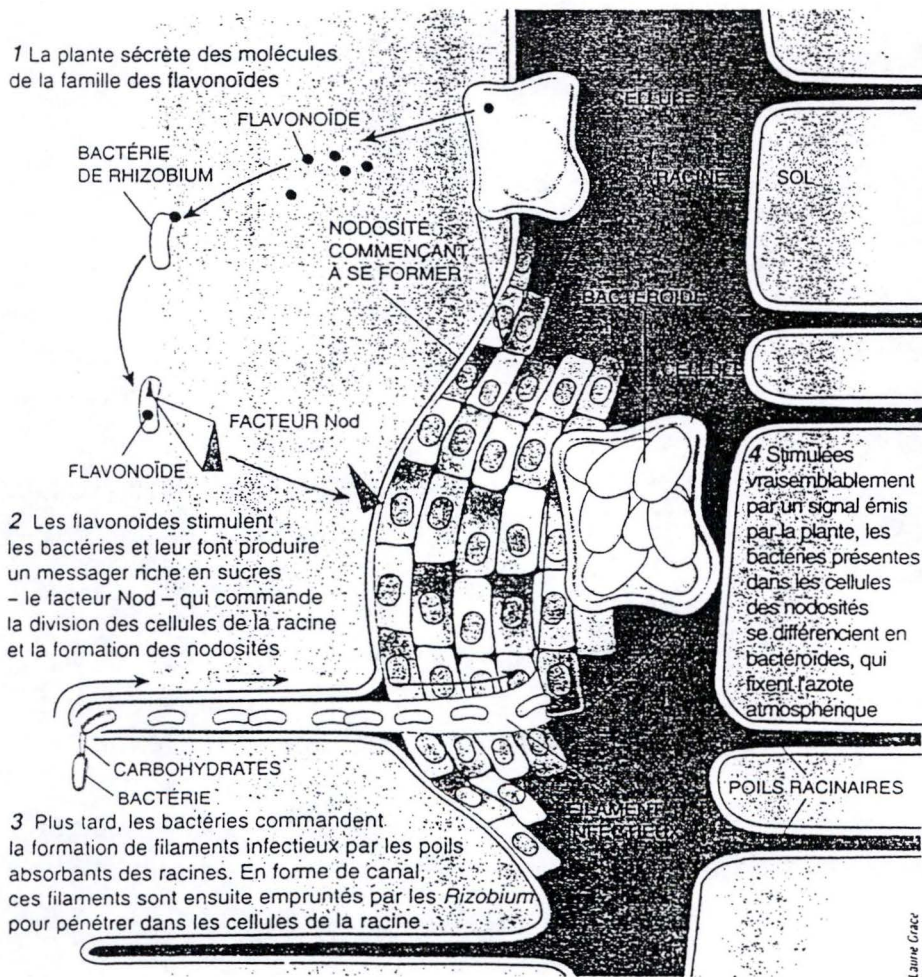 1 La plante sécrète des molécules
de la famille des flavonoïdes
FLAVONOÏDE
BACTÉRIE
DE RHIZOBIUM
CELLULE
RACINE
SOL
NODOSITÉ
COMMENÇANT
À SE FORMER
BACTÉROÏDE
CELLULE
FACTEUR Nod
FLAVONOÏDE
2 Les flavonoïdes stimulent
les bactéries et leur font produire
un messager riche en sucres
– le facteur Nod – qui commande
la division des cellules de la racine
et la formation des nodosités
4 Stimulées
vraisemblablement
par un signal émis
par la plante, les
bactéries présentes
dans les cellules
des nodosités
se différencient en
bactéroïdes, qui
fixent l'azote
atmosphérique
CARBOHYDRATES
BACTÉRIE
POILS RACINAIRES
FILAMENT
INFECTIEUX
3 Plus tard, les bactéries commandent
la formation de filaments infectieux par les poils
absorbants des racines. En forme de canal,
ces filaments sont ensuite empruntés par les Rizobium
pour pénétrer dans les cellules de la racine
Grace